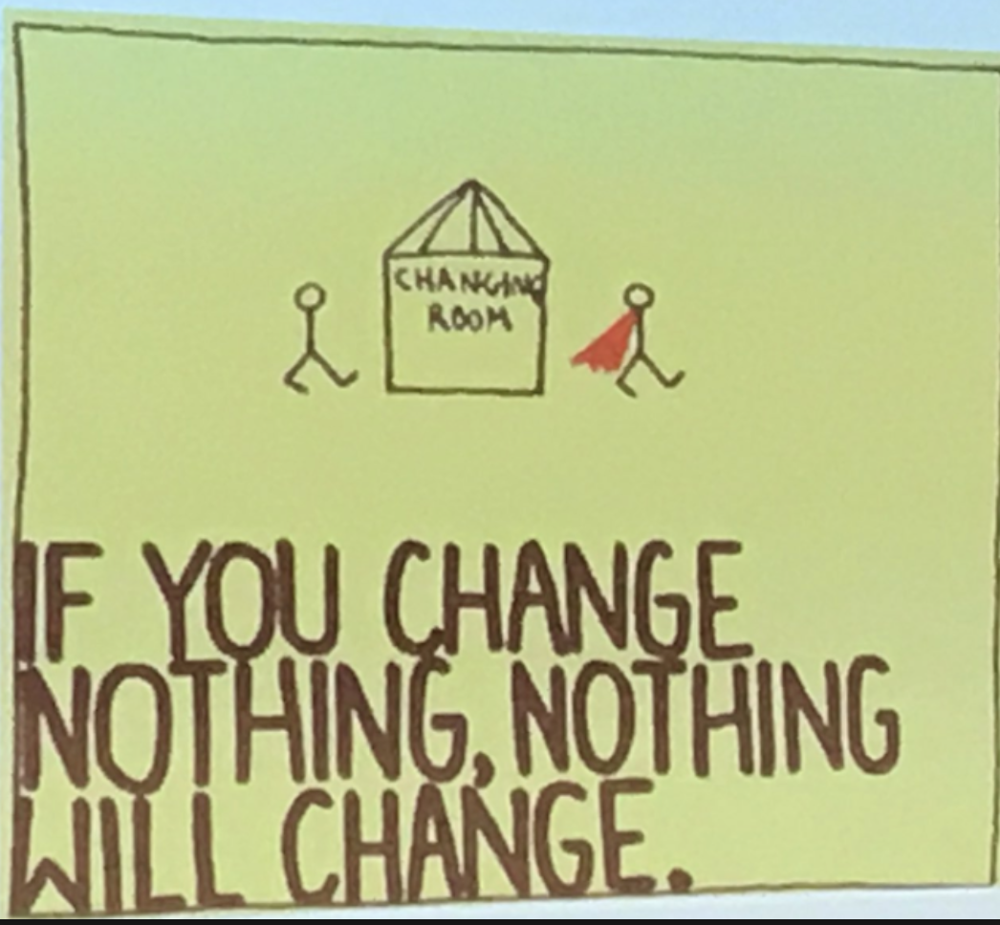 CHANGING
ROOM
IF YOU CHANGE
NOTHING, NOTHING
WILL CHANGE.